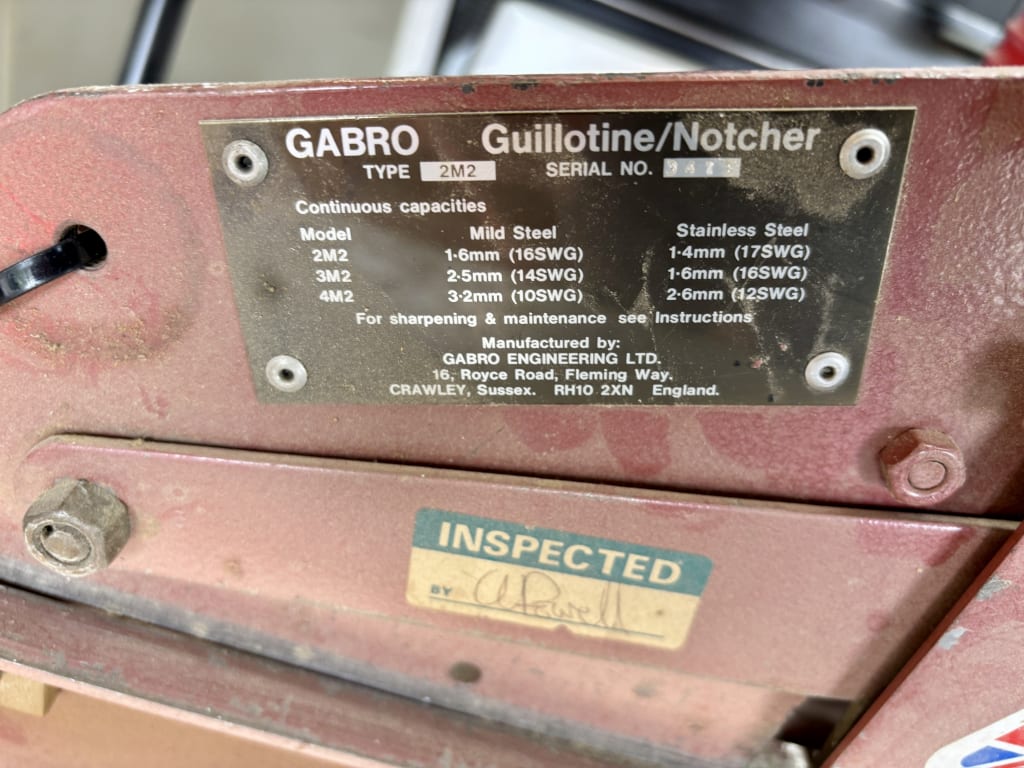 GABRO Guillotine/Notcher
TYPE 2M2 SERIAL NO.
Continuous capacities
Model Mild Steel Stainless Steel
2M2 1·6mm (16SWG) 1·4mm (17SWG)
3M2 2·5mm (14SWG) 1·6mm (16SWG)
4M2 3·2mm (10SWG) 2·6mm (12SWG)
For sharpening & maintenance see Instructions
Manufactured by:
GABRO ENGINEERING LTD.
16, Royce Road, Fleming Way.
CRAWLEY, Sussex. RH10 2XN England.
INSPECTED
BY A Powell